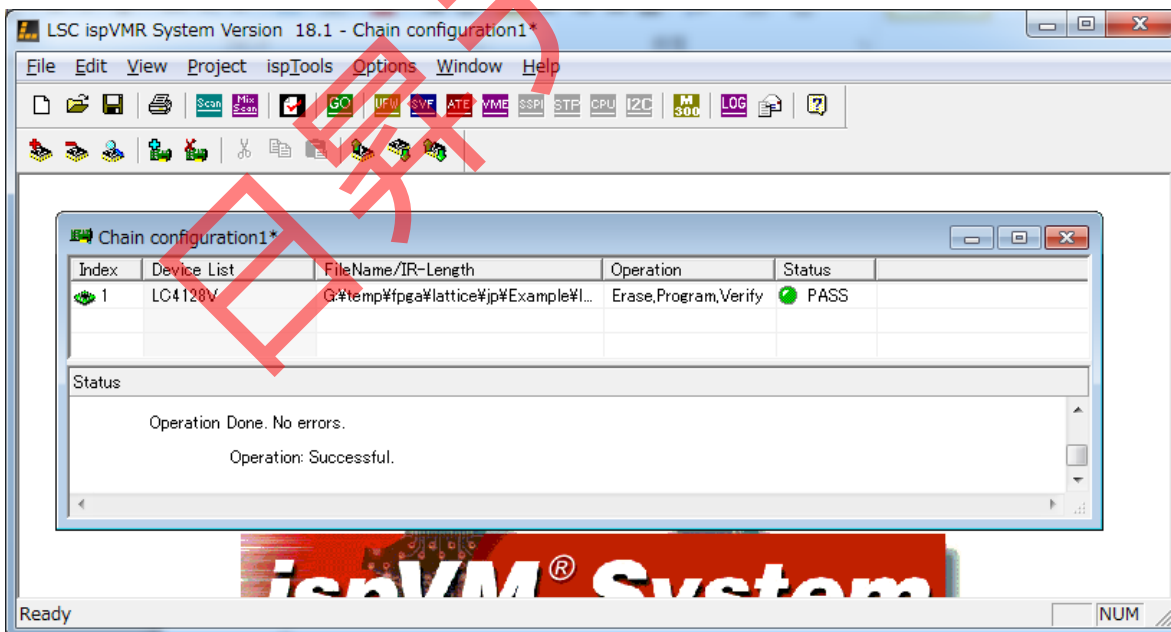 LSC ispVMR System Version 18.1 - Chain configuration1*
File Edit View Project ispTools Options Window Help
Scan Mix Scan GO UFW SVF ATE VME SSPI STP CPU I2C M 300 LOG
Chain configuration1*
Index Device List FileName/IR-Length Operation Status
1 LC4128V G:¥temp¥fpga¥lattice¥jp¥Example¥l... Erase,Program,Verify PASS
Status
Operation Done. No errors.
Operation: Successful.
ispVM® System
Ready NUM
日昇